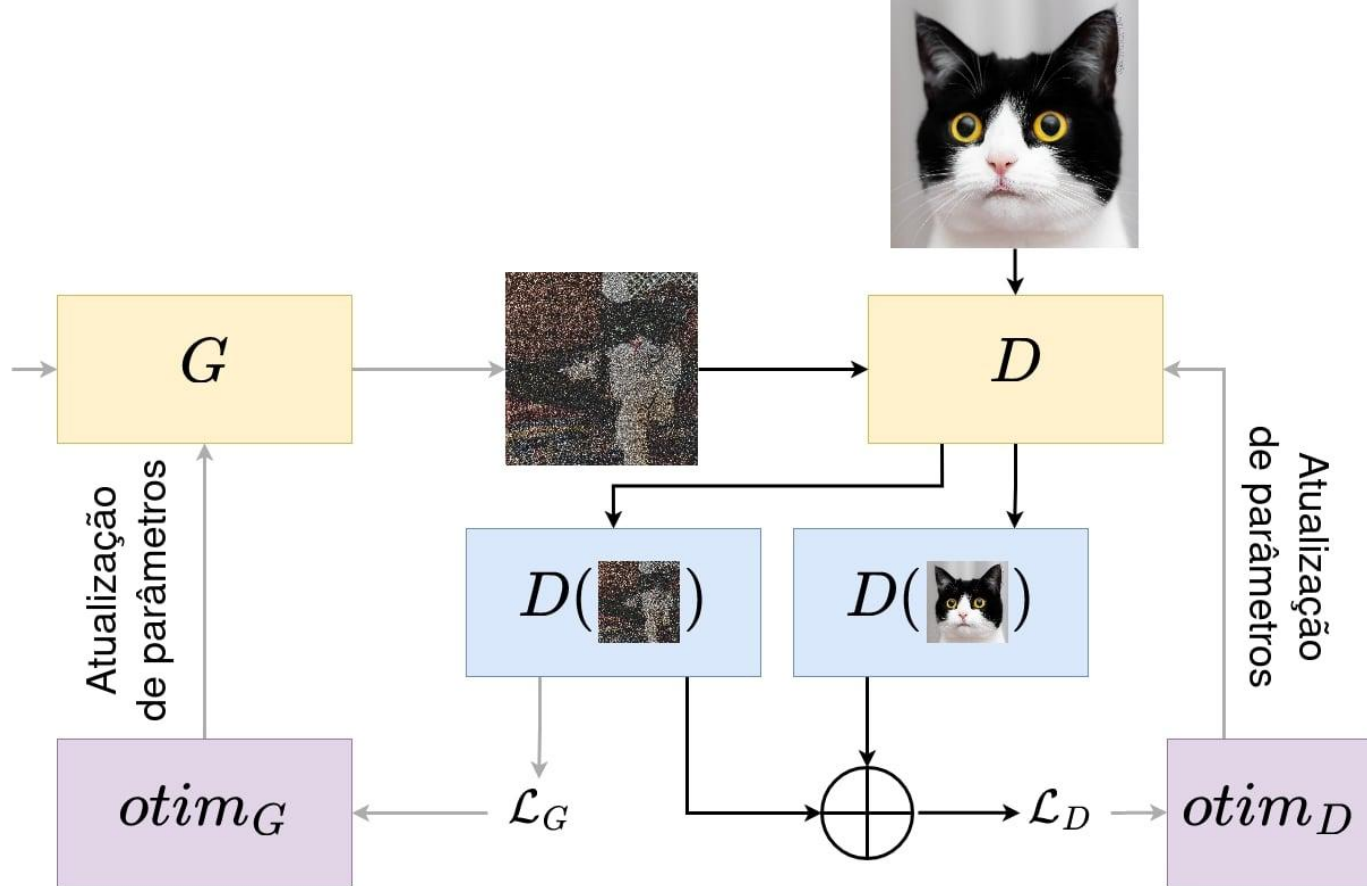 G
D
Atualização
de parâmetros
D( )
D( )
Atualização
de parâmetros
otim_G
ℒ_G
ℒ_D
otim_D